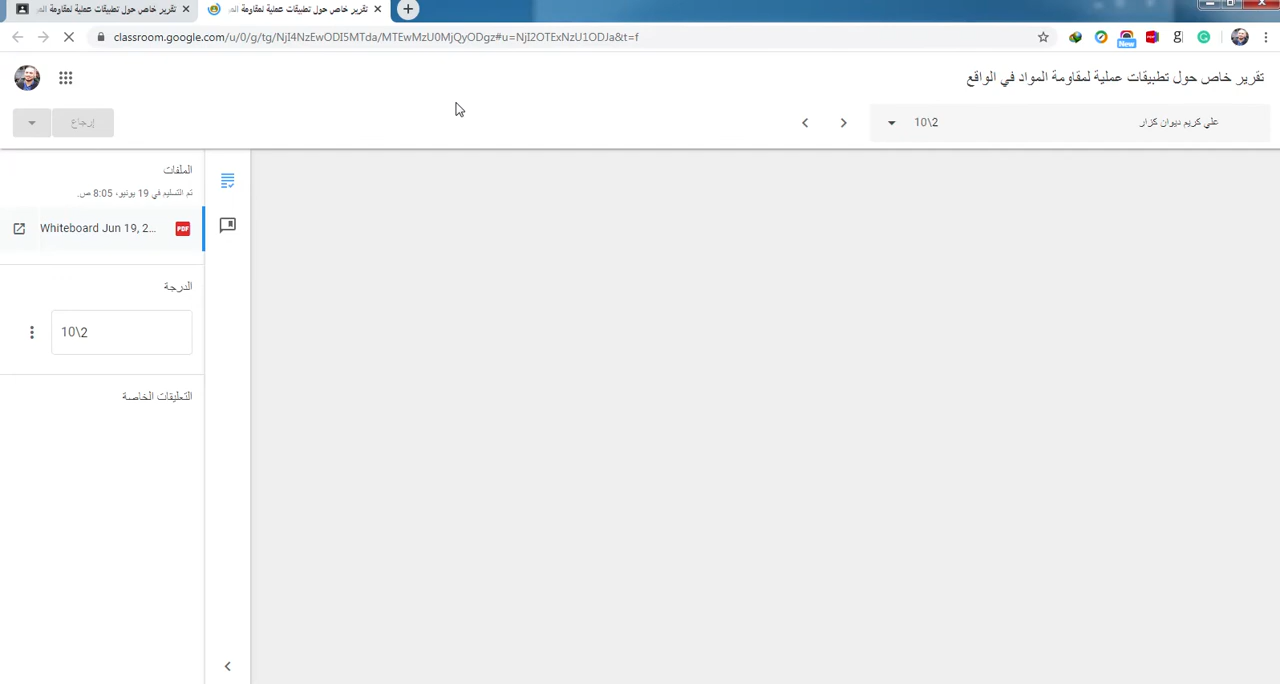 تقرير خاص حول تطبيقات عملية لمقاومة
تقرير خاص حول تطبيقات عملية لمقاومة
classroom.google.com/u/0/g/tg/NjI4NzEwODI5MTda/MTEwMzU0MjQyODgz#u=NjI2OTExNzU1ODJa&t=f
New
تقرير خاص حول تطبيقات عملية لمقاومة المواد في الواقع
إرجاع
10\2
علي كريم ديوان كزار
الملفات
تم التسليم في 19 يونيو، 8:05 ص.
Whiteboard Jun 19, 2...
PDF
الدرجة
10\2
التعليقات الخاصة